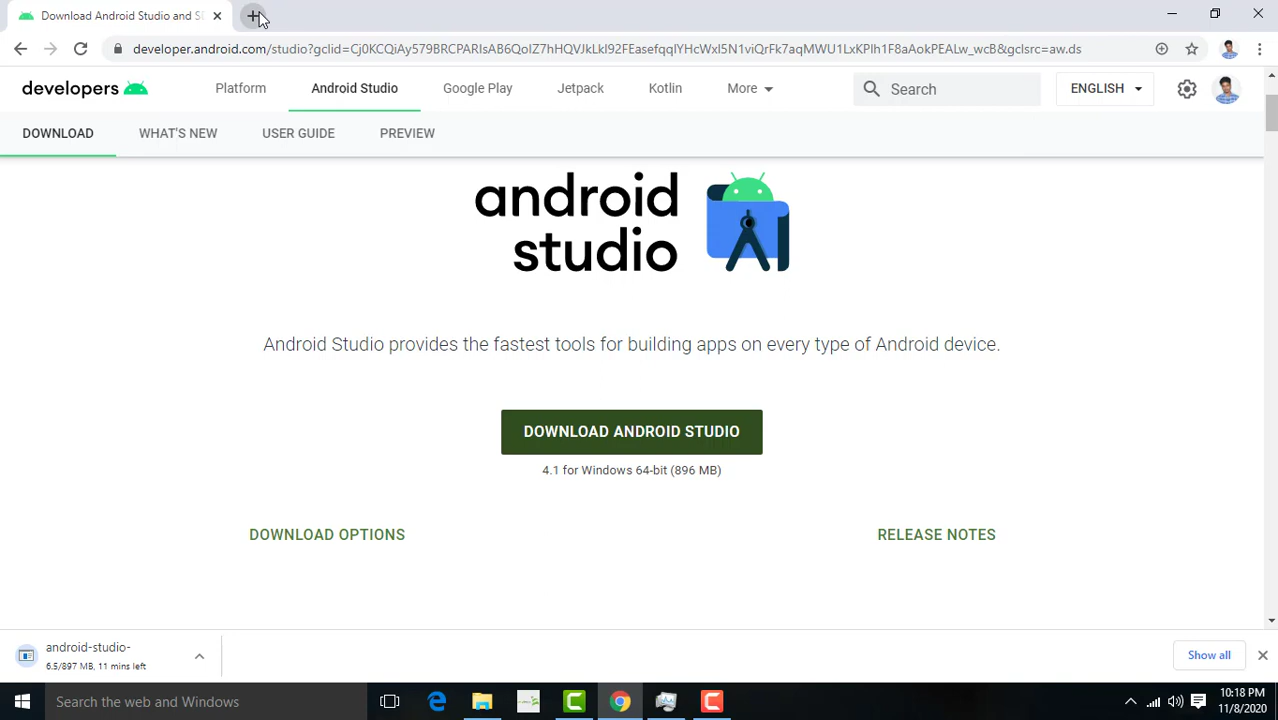 Download Android Studio and S
developer.android.com/studio?gclid=Cj0KCQiAy579BRCPARIsAB6QoIZ7hHQVJkLkI92FEasefqqIYHcWxI5N1viQrFk7aqMWU1LxKPIh1F8aAokPEALw_wcB&gclsrc=aw.ds
developers Platform Android Studio Google Play Jetpack Kotlin More Search ENGLISH
DOWNLOAD WHAT'S NEW USER GUIDE PREVIEW
android
studio
Android Studio provides the fastest tools for building apps on every type of Android device.
DOWNLOAD ANDROID STUDIO
4.1 for Windows 64-bit (896 MB)
DOWNLOAD OPTIONS RELEASE NOTES
android-studio-
6.5/897 MB, 11 mins left
Show all
Search the web and Windows
10:18 PM
11/8/2020